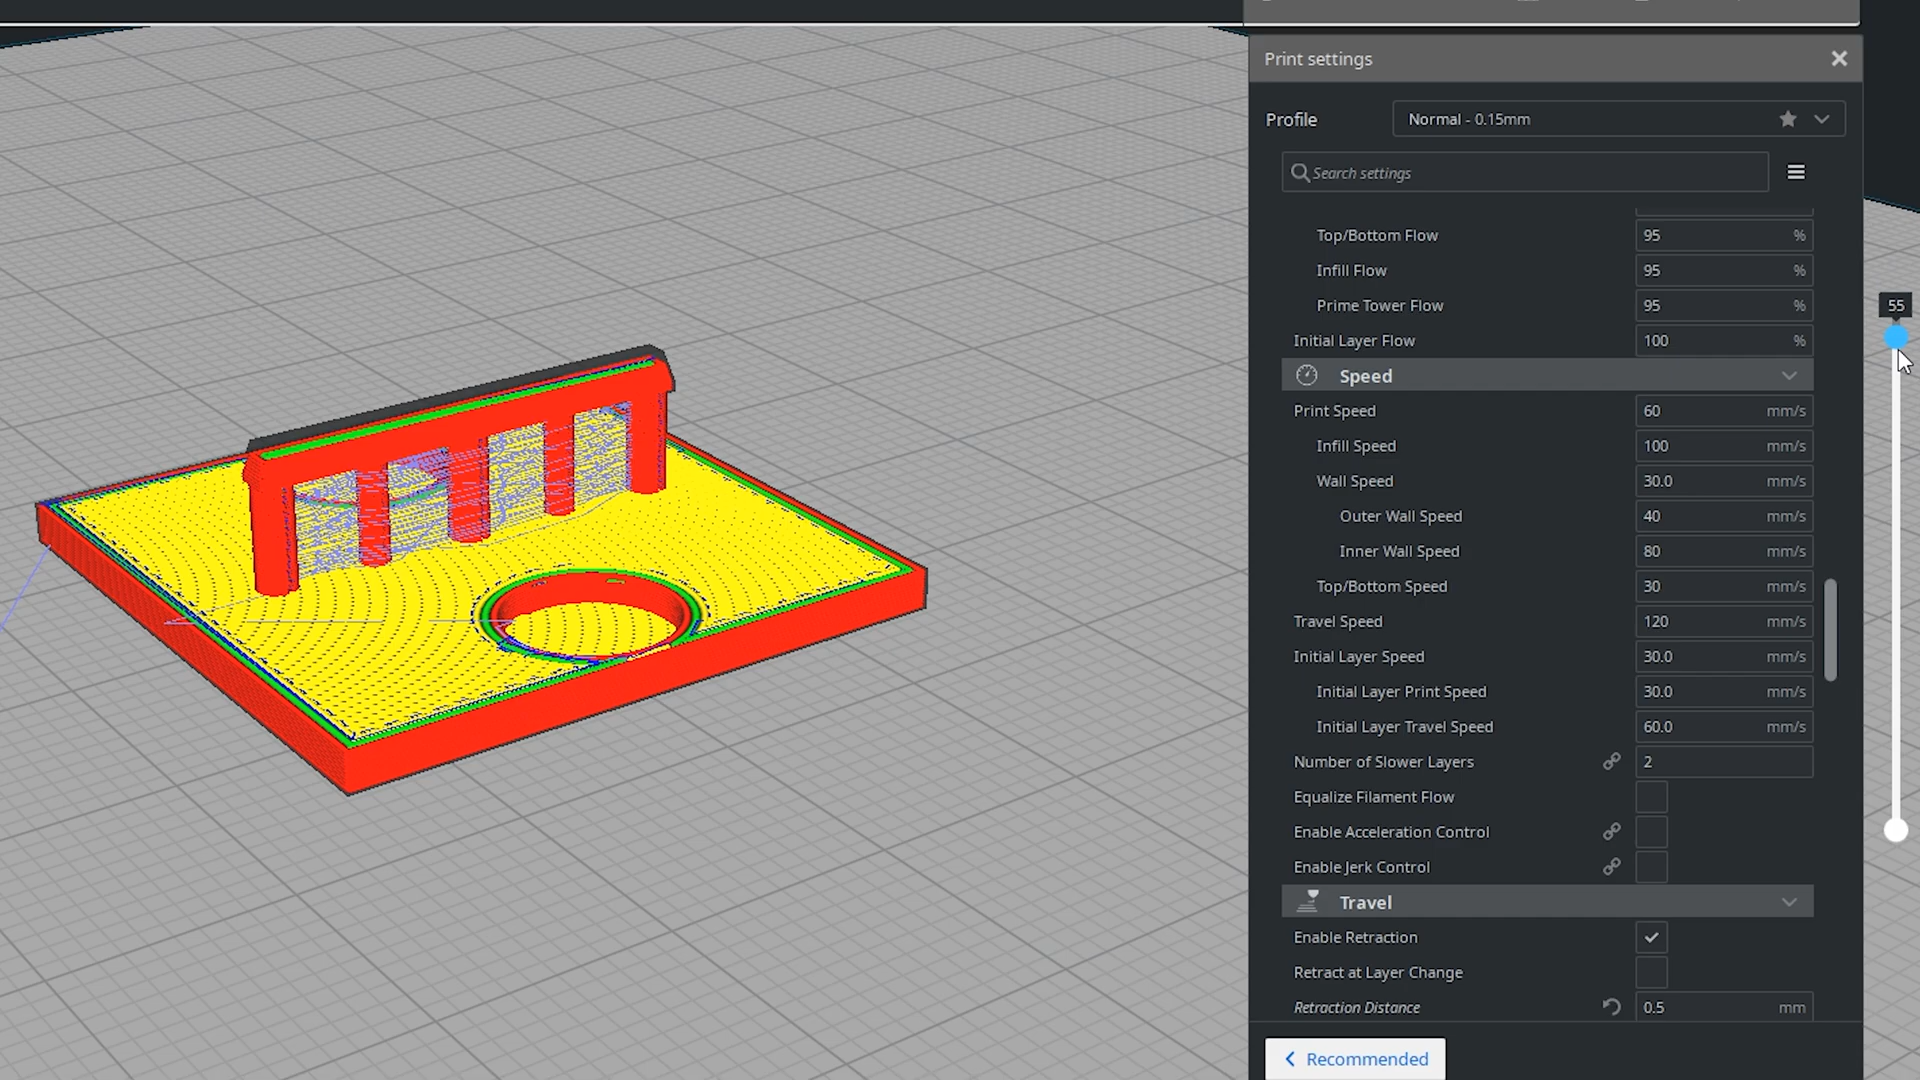 Print settings
Profile
Normal - 0.15mm
Search settings
Top/Bottom Flow 95 %
Infill Flow 95 %
Prime Tower Flow 95 %
Initial Layer Flow 100 %
Speed
Print Speed 60 mm/s
Infill Speed 100 mm/s
Wall Speed 30.0 mm/s
Outer Wall Speed 40 mm/s
Inner Wall Speed 80 mm/s
Top/Bottom Speed 30 mm/s
Travel Speed 120 mm/s
Initial Layer Speed 30.0 mm/s
Initial Layer Print Speed 30.0 mm/s
Initial Layer Travel Speed 60.0 mm/s
Number of Slower Layers 2
Equalize Filament Flow
Enable Acceleration Control
Enable Jerk Control
Travel
Enable Retraction
Retract at Layer Change
Retraction Distance 0.5 mm
Recommended
55